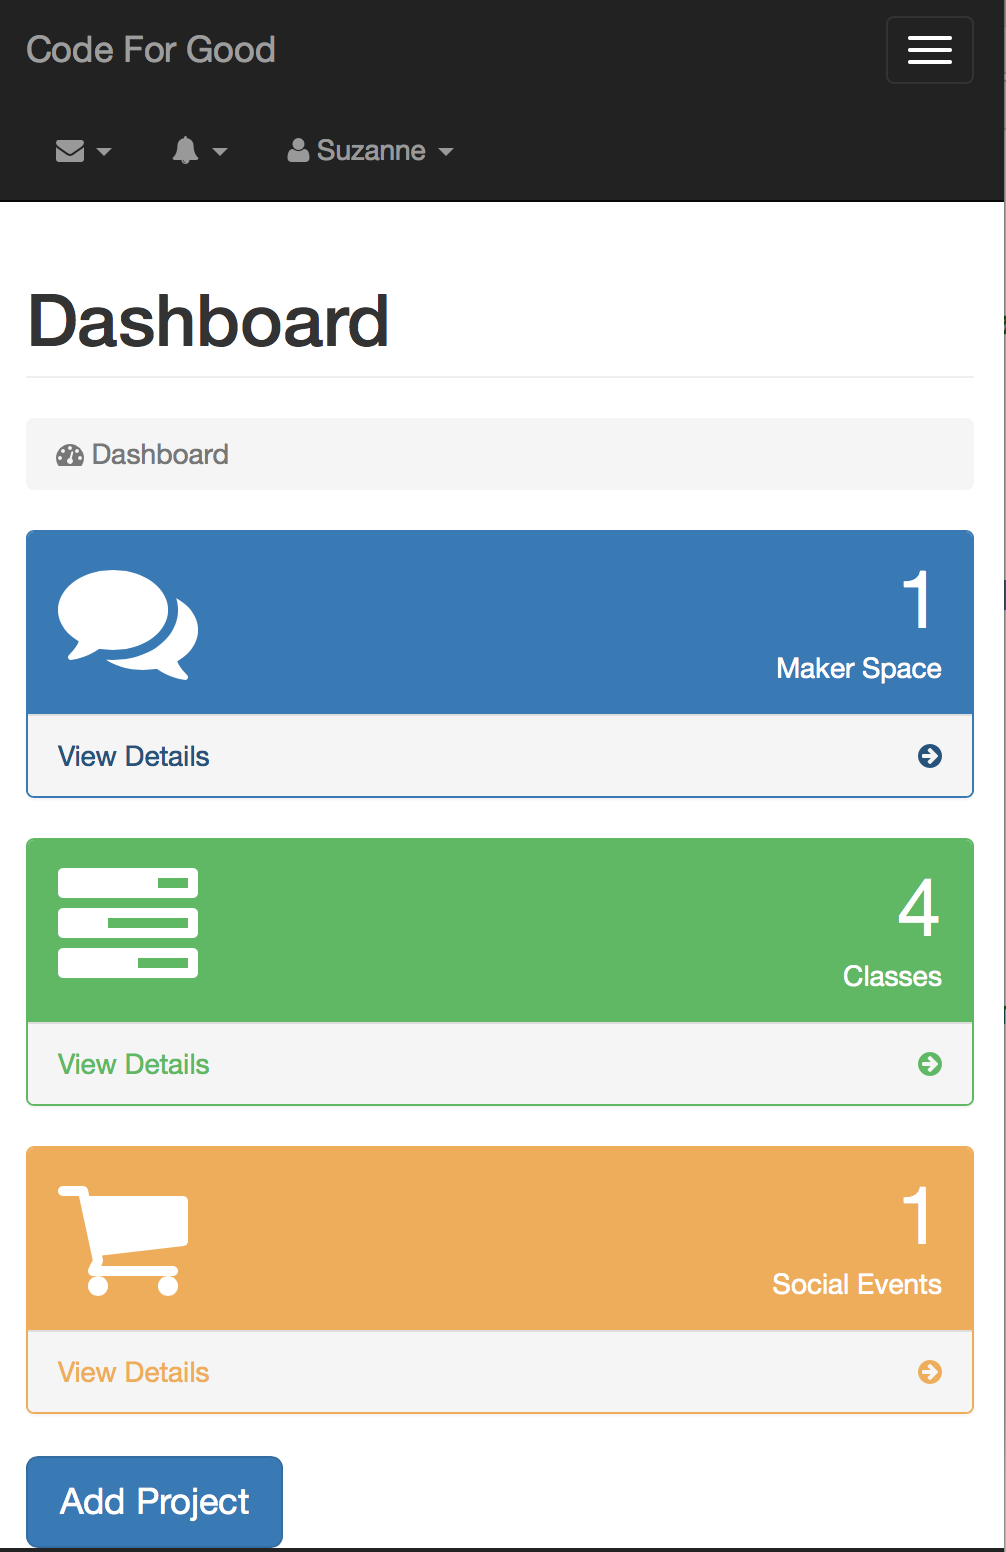 Code For Good
Suzanne
Dashboard
Dashboard
1
Maker Space
View Details
4
Classes
View Details
1
Social Events
View Details
Add Project